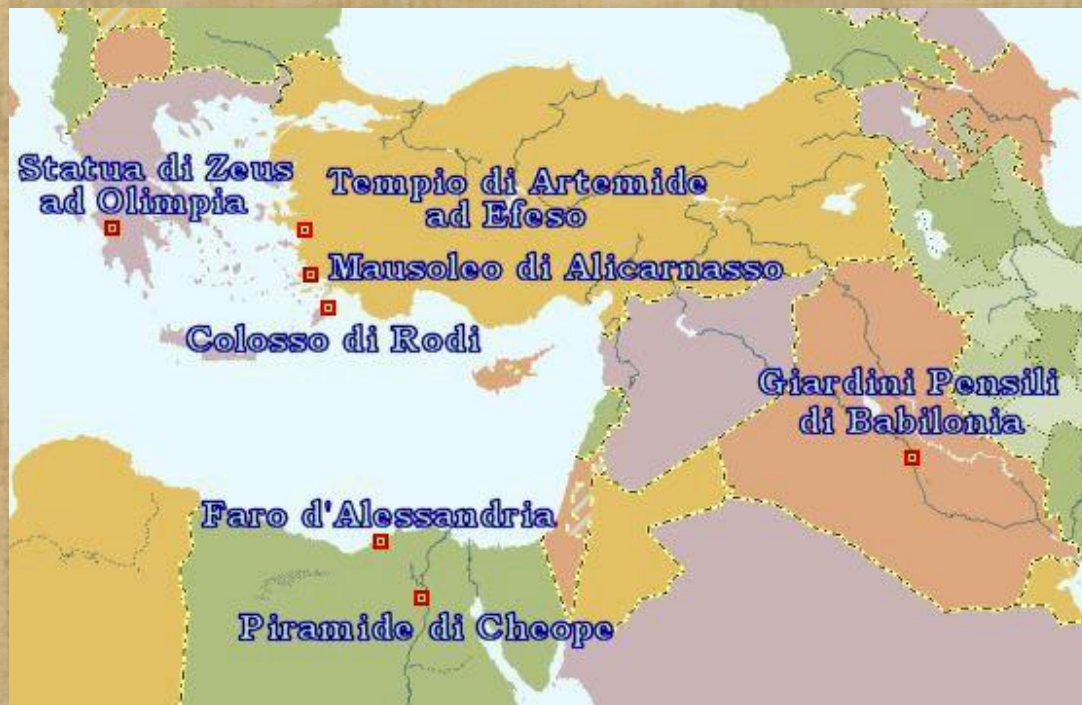 Statua di Zeus
ad Olimpia
Tempio di Artemide
ad Efeso
Mausoleo di Alicarnasso
Colosso di Rodi
Giardini Pensili
di Babilonia
Faro d'Alessandria
Piramide di Cheope